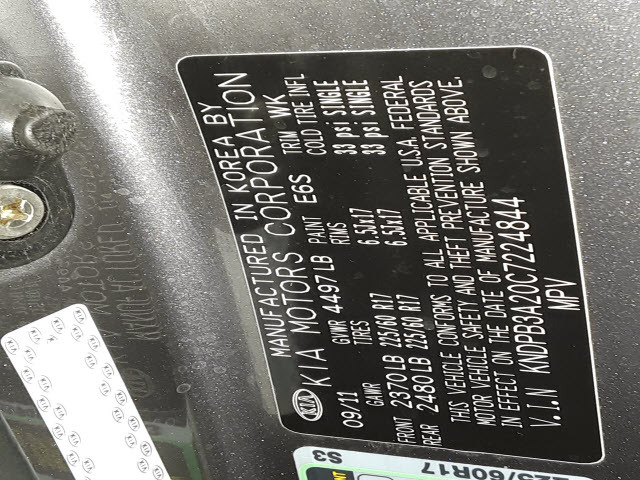 MANUFACTURED IN KOREA BY
KIA KIA MOTORS CORPORATION
09/11 GVWR 4497LB PAINT E6S TRIM WK
GAWR TIRES RIMS COLD TIRE INFL
FRONT 2370LB 225/60 R17 6.5Jx17 33 psi SINGLE
REAR 2480LB 225/60 R17 6.5Jx17 33 psi SINGLE
THIS VEHICLE CONFORMS TO ALL APPLICABLE U.S.A. FEDERAL
MOTOR VEHICLE SAFETY AND THEFT PREVENTION STANDARDS
IN EFFECT ON THE DATE OF MANUFACTURE SHOWN ABOVE.
V.I.N KNDPB3A20C7224844
MPV
225/60R17
S3